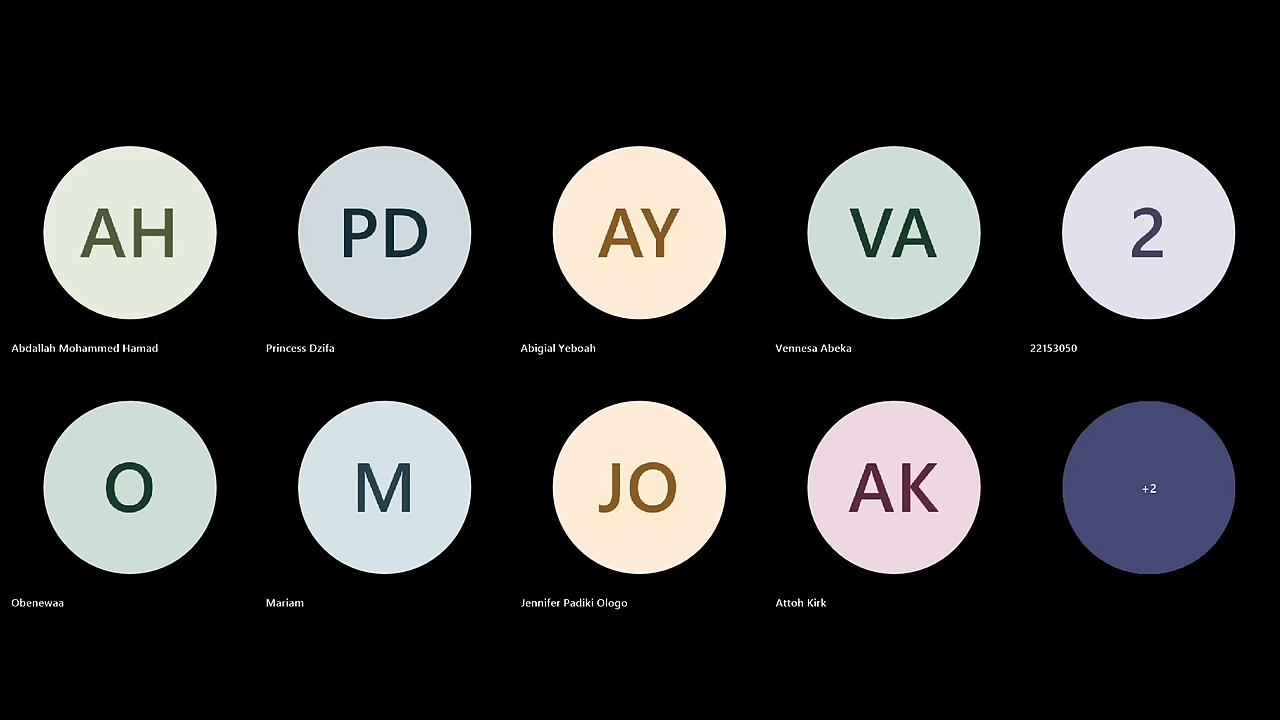 AH
PD
AY
VA
2
Abdallah Mohammed Hamad
Princess Dzifa
Abigial Yeboah
Vennesa Abeka
22153050
O
M
JO
AK
+2
Obenewaa
Mariam
Jennifer Padiki Ologo
Attoh Kirk